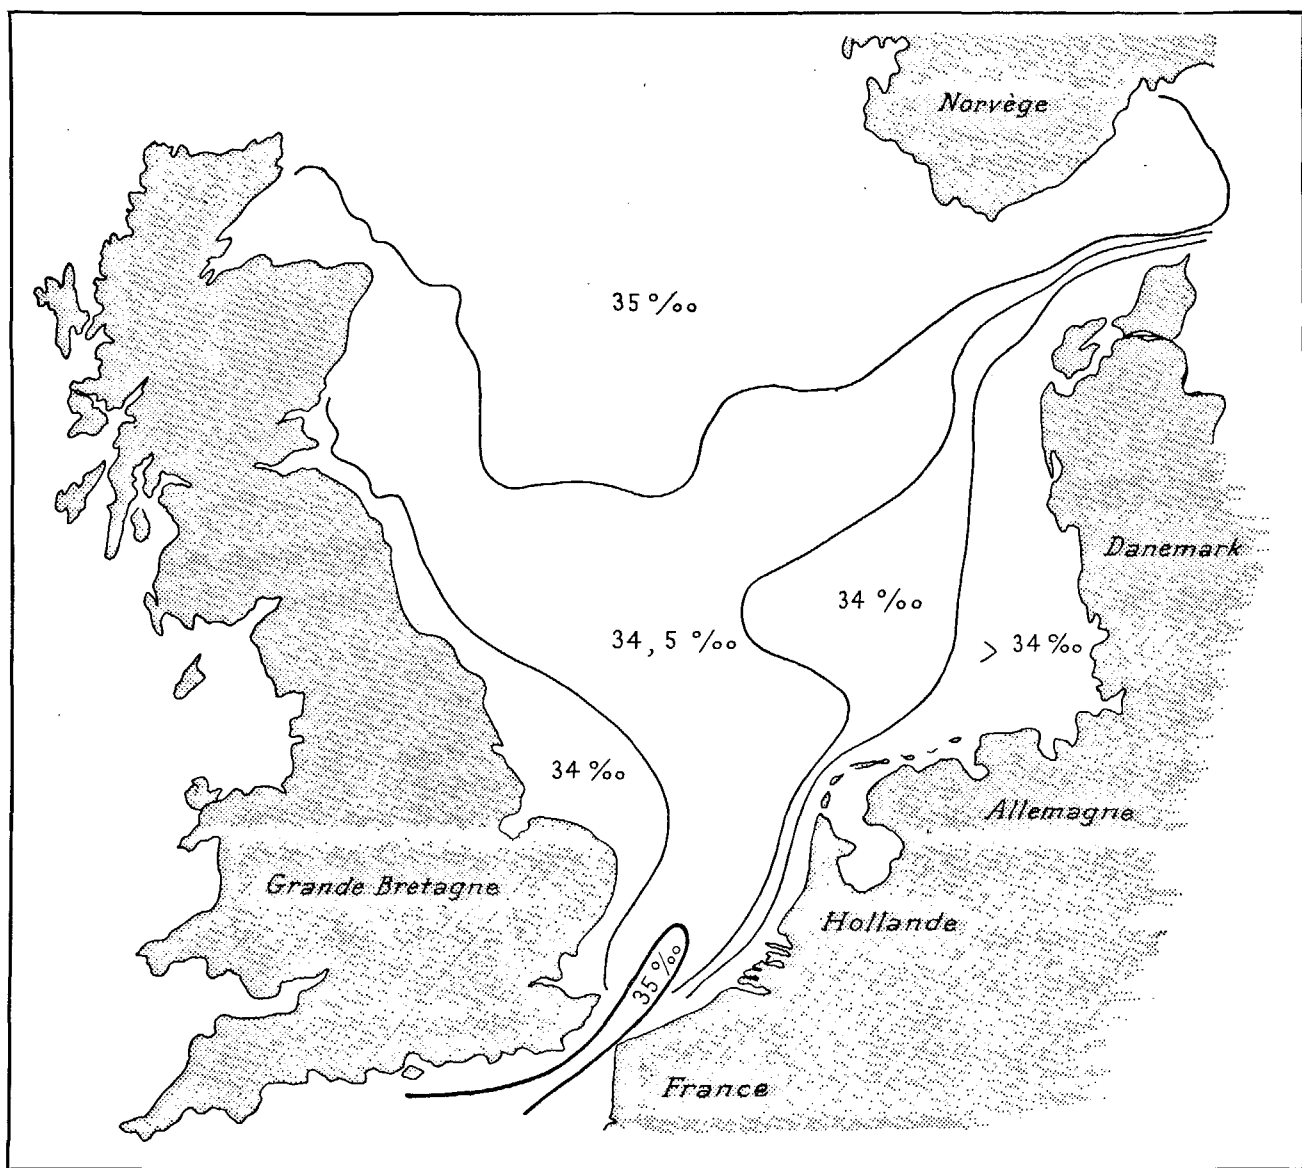 Norvège
35 ‰
Danemark
34 ‰
34,5 ‰
> 34 ‰
34 ‰
Allemagne
Grande Bretagne
Hollande
35 ‰
France